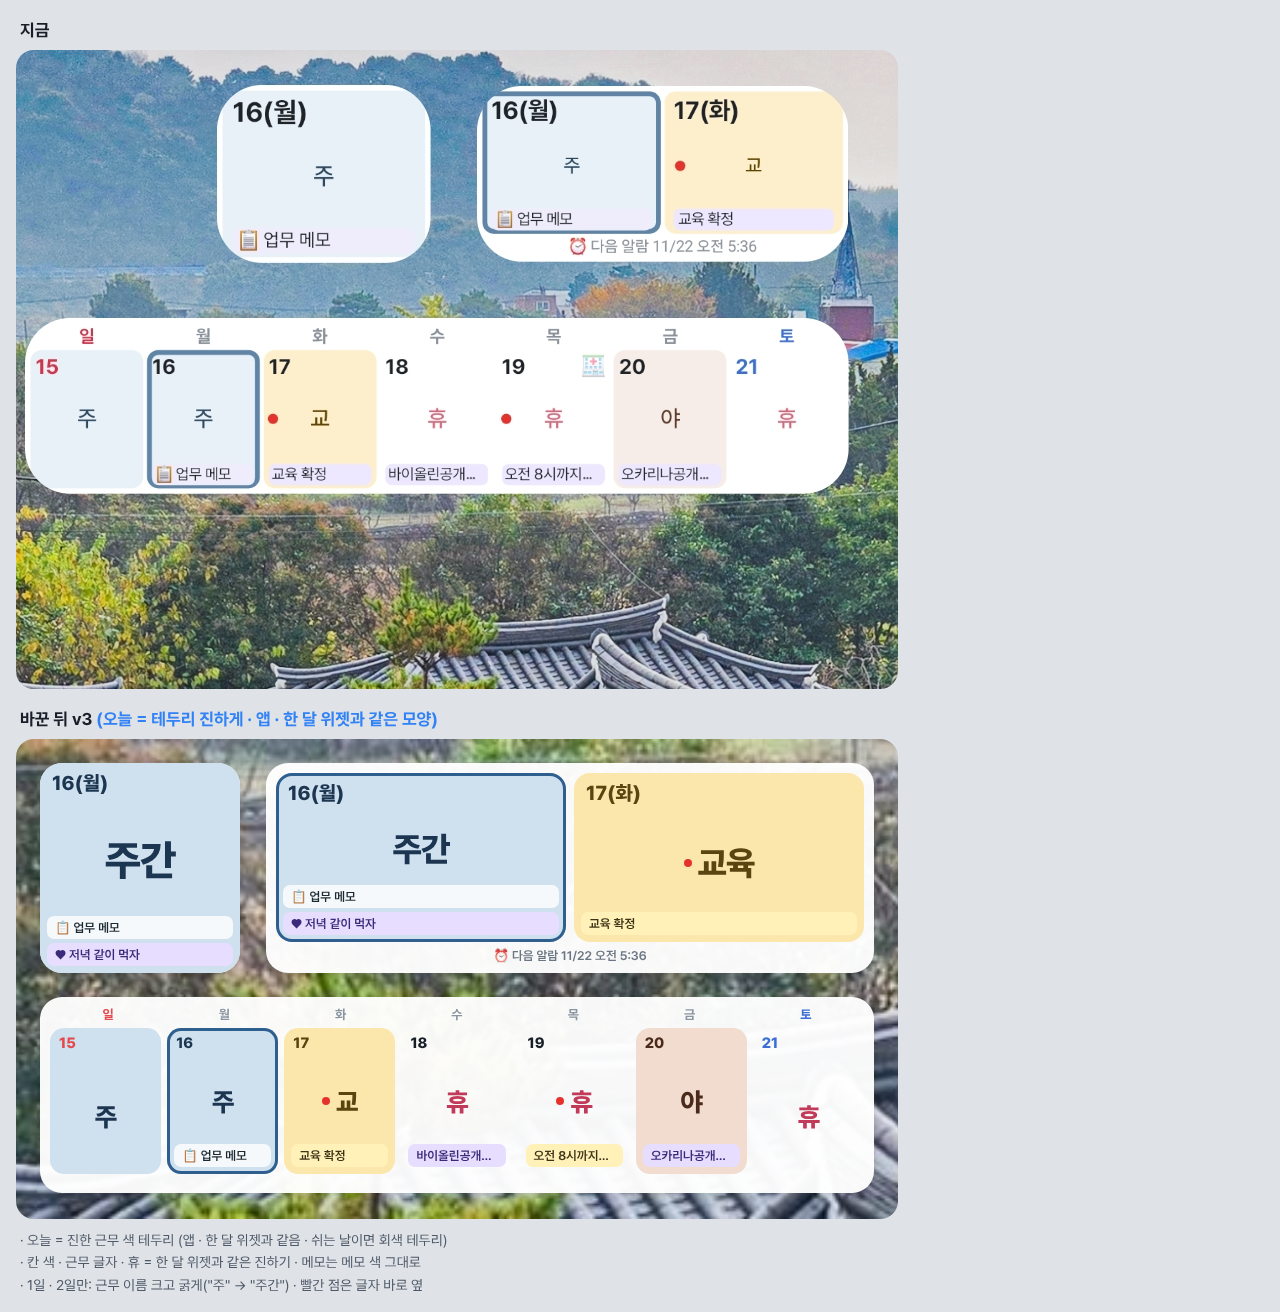 지금
16(월)
주
📋 업무 메모
16(월) 17(화)
주 교
📋 업무 메모 교육 확정
⏰ 다음 알람 11/22 오전 5:36
일 월 화 수 목 금 토
15 16 17 18 19 20 21
주 주 교 휴 휴 야 휴
📋 업무 메모 교육 확정 바이올린공개... 오전 8시까지... 오카리나공개...
바꾼 뒤 v3 (오늘 = 테두리 진하게 · 앱 · 한 달 위젯과 같은 모양)
16(월)
주간
📋 업무 메모
♥ 저녁 같이 먹자
16(월) 17(화)
주간 교육
📋 업무 메모
♥ 저녁 같이 먹자 교육 확정
⏰ 다음 알람 11/22 오전 5:36
일 월 화 수 목 금 토
15 16 17 18 19 20 21
주 주 교 휴 휴 야 휴
📋 업무 메모 교육 확정 바이올린공개... 오전 8시까지... 오카리나공개...
· 오늘 = 진한 근무 색 테두리 (앱 · 한 달 위젯과 같음 · 쉬는 날이면 회색 테두리)
· 칸 색 · 근무 글자 · 휴 = 한 달 위젯과 같은 진하기 · 메모는 메모 색 그대로
· 1일 · 2일만: 근무 이름 크고 굵게("주" → "주간") · 빨간 점은 글자 바로 옆